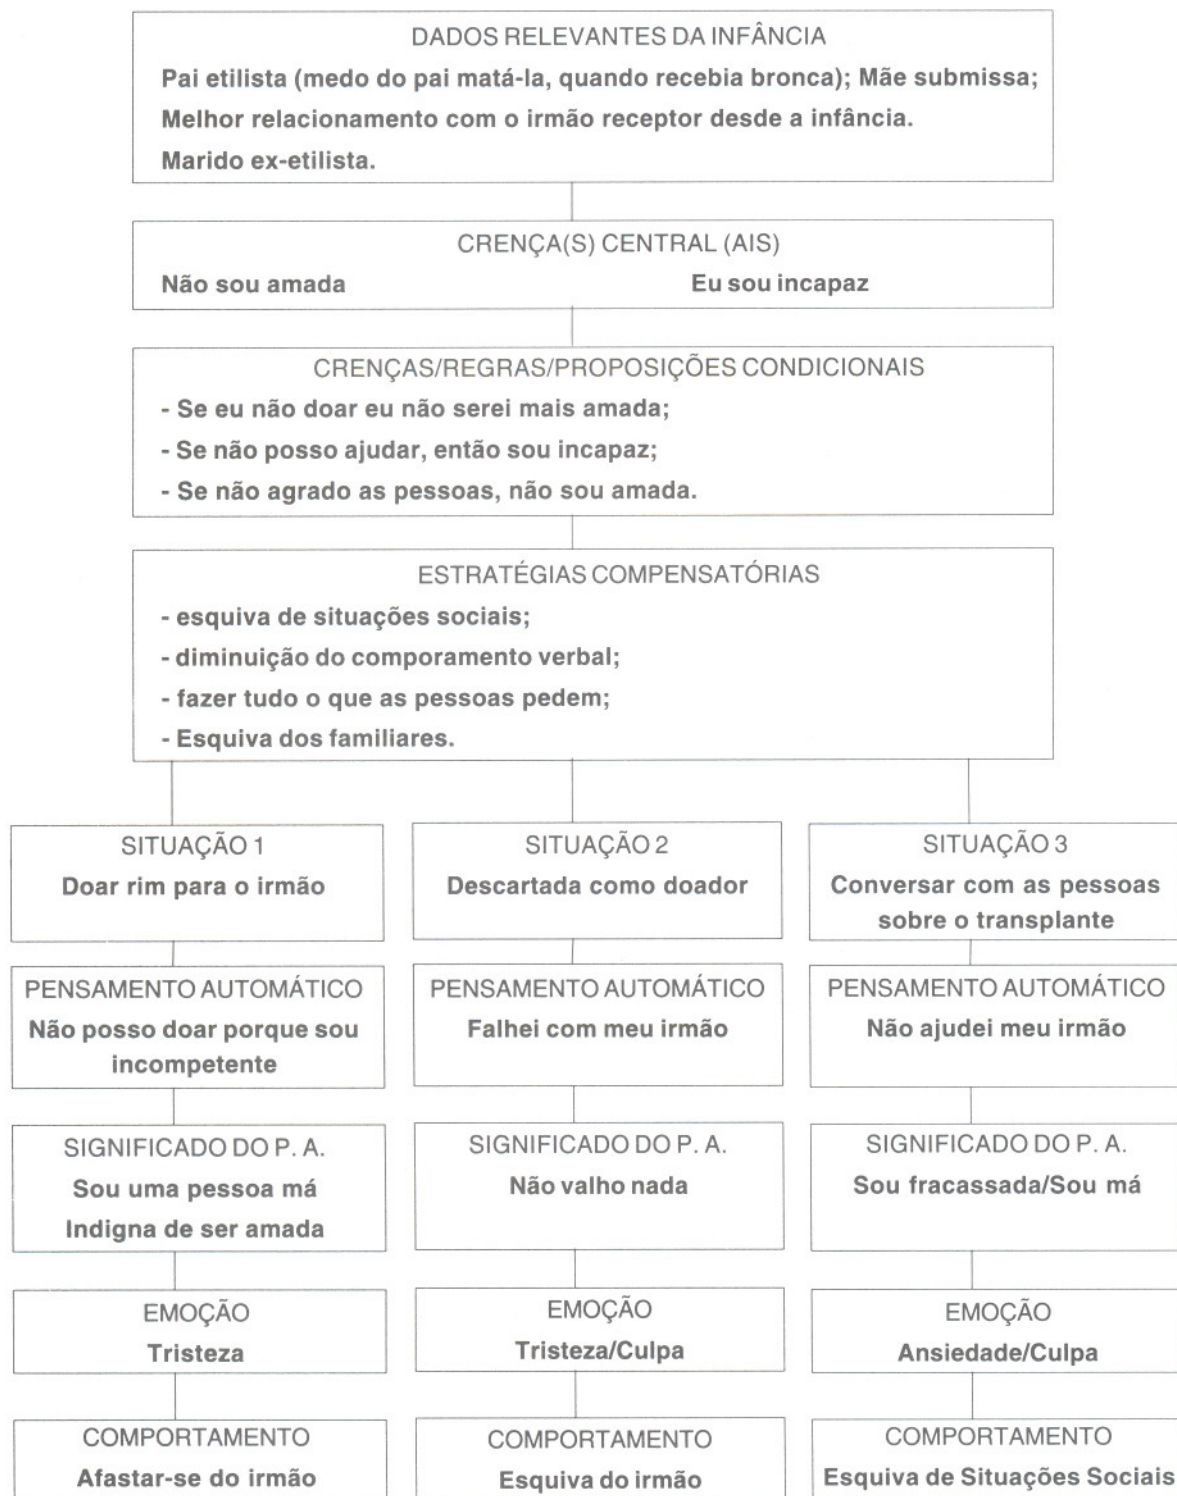 DADOS RELEVANTES DA INFÂNCIA
Pai etilista (medo do pai matá-la, quando recebia bronca); Mãe submissa;
Melhor relacionamento com o irmão receptor desde a infância.
Marido ex-etilista.
CRENÇA(S) CENTRAL (AIS)
Não sou amada
Eu sou incapaz
CRENÇAS/REGRAS/PROPOSIÇÕES CONDICIONAIS
- Se eu não doar eu não serei mais amada;
- Se não posso ajudar, então sou incapaz;
- Se não agrado as pessoas, não sou amada.
ESTRATÉGIAS COMPENSATÓRIAS
- esquiva de situações sociais;
- diminuição do comporamento verbal;
- fazer tudo o que as pessoas pedem;
- Esquiva dos familiares.
SITUAÇÃO 1
Doar rim para o irmão
PENSAMENTO AUTOMÁTICO
Não posso doar porque sou
incompetente
SIGNIFICADO DO P. A.
Sou uma pessoa má
Indigna de ser amada
EMOÇÃO
Tristeza
COMPORTAMENTO
Afastar-se do irmão
SITUAÇÃO 2
Descartada como doador
PENSAMENTO AUTOMÁTICO
Falhei com meu irmão
SIGNIFICADO DO P. A.
Não valho nada
EMOÇÃO
Tristeza/Culpa
COMPORTAMENTO
Esquiva do irmão
SITUAÇÃO 3
Conversar com as pessoas
sobre o transplante
PENSAMENTO AUTOMÁTICO
Não ajudei meu irmão
SIGNIFICADO DO P. A.
Sou fracassada/Sou má
EMOÇÃO
Ansiedade/Culpa
COMPORTAMENTO
Esquiva de Situações Sociais